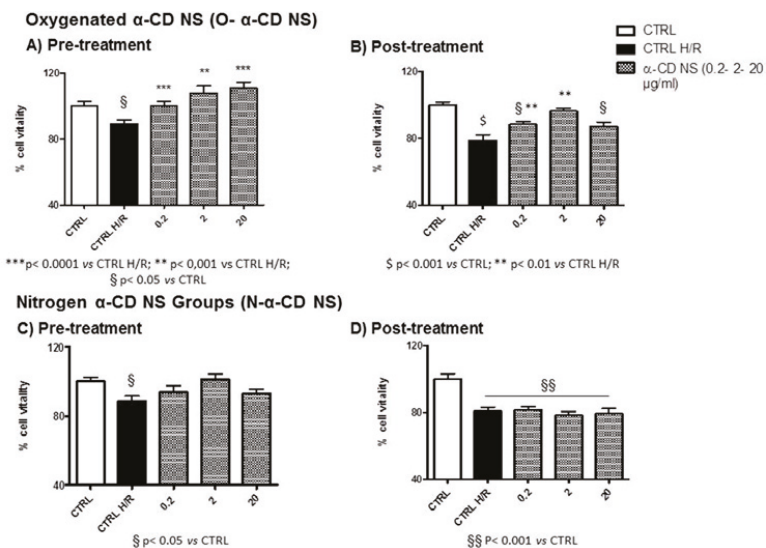 Oxygenated α-CD NS (O- α-CD NS)
A) Pre-treatment
% cell vitality
120
80
40
§
***
**
***
CTRL
CTRL H/R
0.2
2
20
***p< 0.0001 vs CTRL H/R; ** p< 0,001 vs CTRL H/R;
§ p< 0.05 vs CTRL
B) Post-treatment
% cell vitality
120
80
40
$
§ **
**
§
CTRL
CTRL H/R
0.2
2
20
$ p< 0.001 vs CTRL; ** p< 0.01 vs CTRL H/R
CTRL
CTRL H/R
α-CD NS (0.2- 2- 20
µg/ml)
Nitrogen α-CD NS Groups (N-α-CD NS)
C) Pre-treatment
% cell vitality
120
80
40
§
CTRL
CTRL H/R
0.2
2
20
§ p< 0.05 vs CTRL
D) Post-treatment
% cell vitality
120
80
40
§§
CTRL
CTRL H/R
0.2
2
20
§§ P< 0.001 vs CTRL